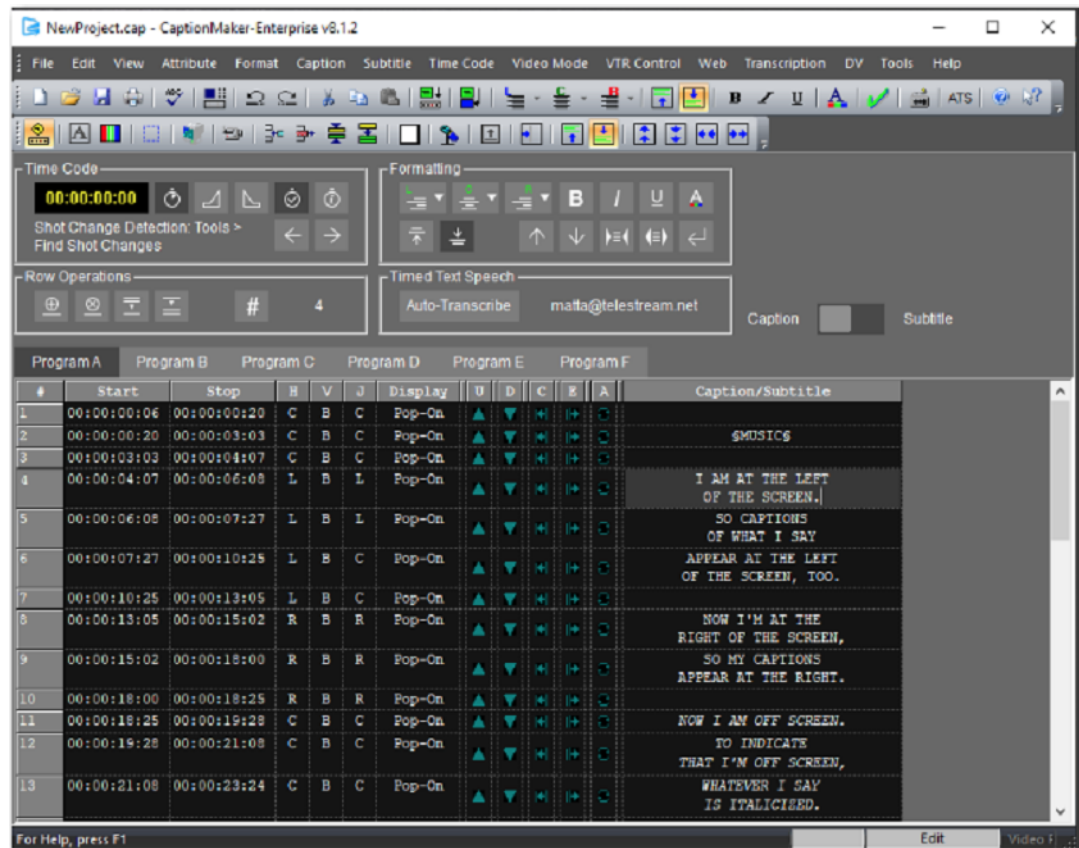 NewProject.cap - CaptionMaker-Enterprise v8.1.2
File Edit View Attribute Format Caption Subtitle Time Code Video Mode VTR Control Web Transcription DV Tools Help
ABC B I U A ATS
A
Time Code
00:00:00:00
Shot Change Detection: Tools >
Find Shot Changes
Formatting
B I U A
Row Operations
# 4
Timed Text Speech
Auto-Transcribe matta@telestream.net
Caption Subtitle
Program A Program B Program C Program D Program E Program F
# Start Stop H V J Display U D C E A Caption/Subtitle
1 00:00:00:06 00:00:00:20 C B C Pop-On
2 00:00:00:20 00:00:03:03 C B C Pop-On §MUSIC§
3 00:00:03:03 00:00:04:07 C B C Pop-On
4 00:00:04:07 00:00:06:08 L B L Pop-On I AM AT THE LEFT
OF THE SCREEN.
5 00:00:06:08 00:00:07:27 L B L Pop-On SO CAPTIONS
OF WHAT I SAY
6 00:00:07:27 00:00:10:25 L B C Pop-On APPEAR AT THE LEFT
OF THE SCREEN, TOO.
7 00:00:10:25 00:00:13:05 L B C Pop-On
8 00:00:13:05 00:00:15:02 R B R Pop-On NOW I'M AT THE
RIGHT OF THE SCREEN,
9 00:00:15:02 00:00:18:00 R B R Pop-On SO MY CAPTIONS
APPEAR AT THE RIGHT.
10 00:00:18:00 00:00:18:25 R B R Pop-On
11 00:00:18:25 00:00:19:28 C B C Pop-On NOW I AM OFF SCREEN.
12 00:00:19:28 00:00:21:08 C B C Pop-On TO INDICATE
THAT I'M OFF SCREEN,
13 00:00:21:08 00:00:23:24 C B C Pop-On WHATEVER I SAY
IS ITALICIZED.
For Help, press F1 Edit Video